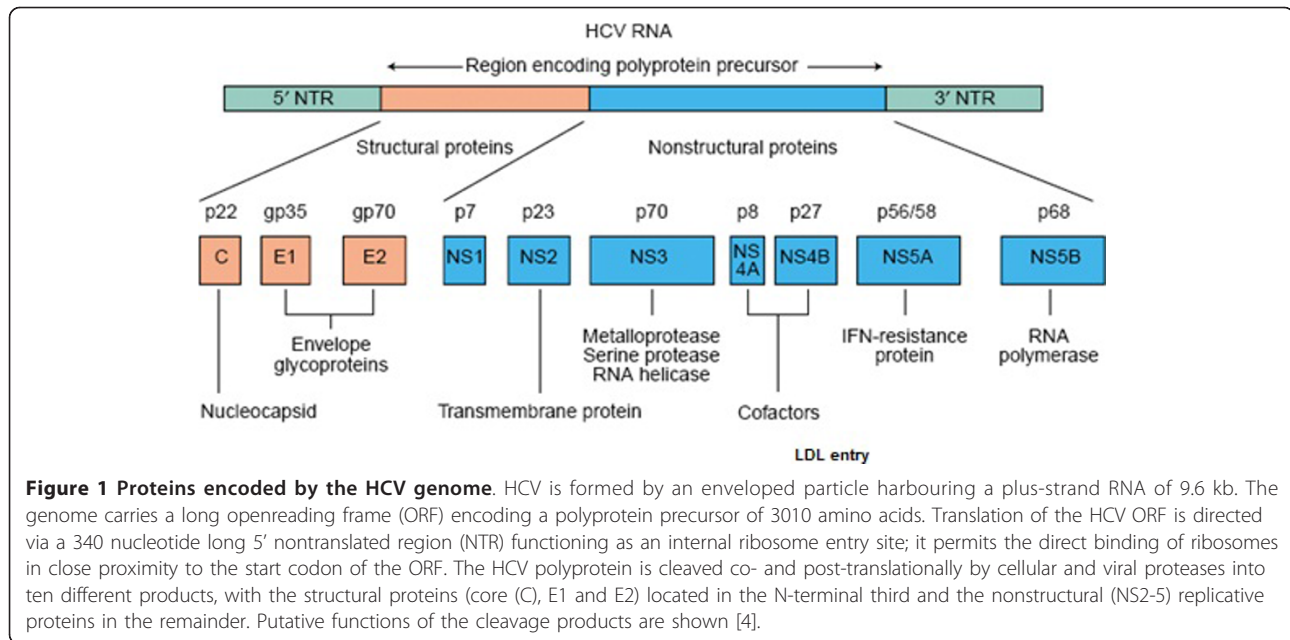 HCV RNA
Region encoding polyprotein precursor
5′ NTR
3′ NTR
Structural proteins
Nonstructural proteins
p22 gp35 gp70 p7 p23 p70 p8 p27 p56/58 p68
C E1 E2 NS1 NS2 NS3 NS 4A NS4B NS5A NS5B
Envelope
glycoproteins
Metalloprotease
Serine protease
RNA helicase
IFN-resistance
protein
RNA
polymerase
Nucleocapsid
Transmembrane protein
Cofactors
LDL entry
Figure 1 Proteins encoded by the HCV genome. HCV is formed by an enveloped particle harbouring a plus-strand RNA of 9.6 kb. The
genome carries a long openreading frame (ORF) encoding a polyprotein precursor of 3010 amino acids. Translation of the HCV ORF is directed
via a 340 nucleotide long 5′ nontranslated region (NTR) functioning as an internal ribosome entry site; it permits the direct binding of ribosomes
in close proximity to the start codon of the ORF. The HCV polyprotein is cleaved co- and post-translationally by cellular and viral proteases into
ten different products, with the structural proteins (core (C), E1 and E2) located in the N-terminal third and the nonstructural (NS2-5) replicative
proteins in the remainder. Putative functions of the cleavage products are shown [4].